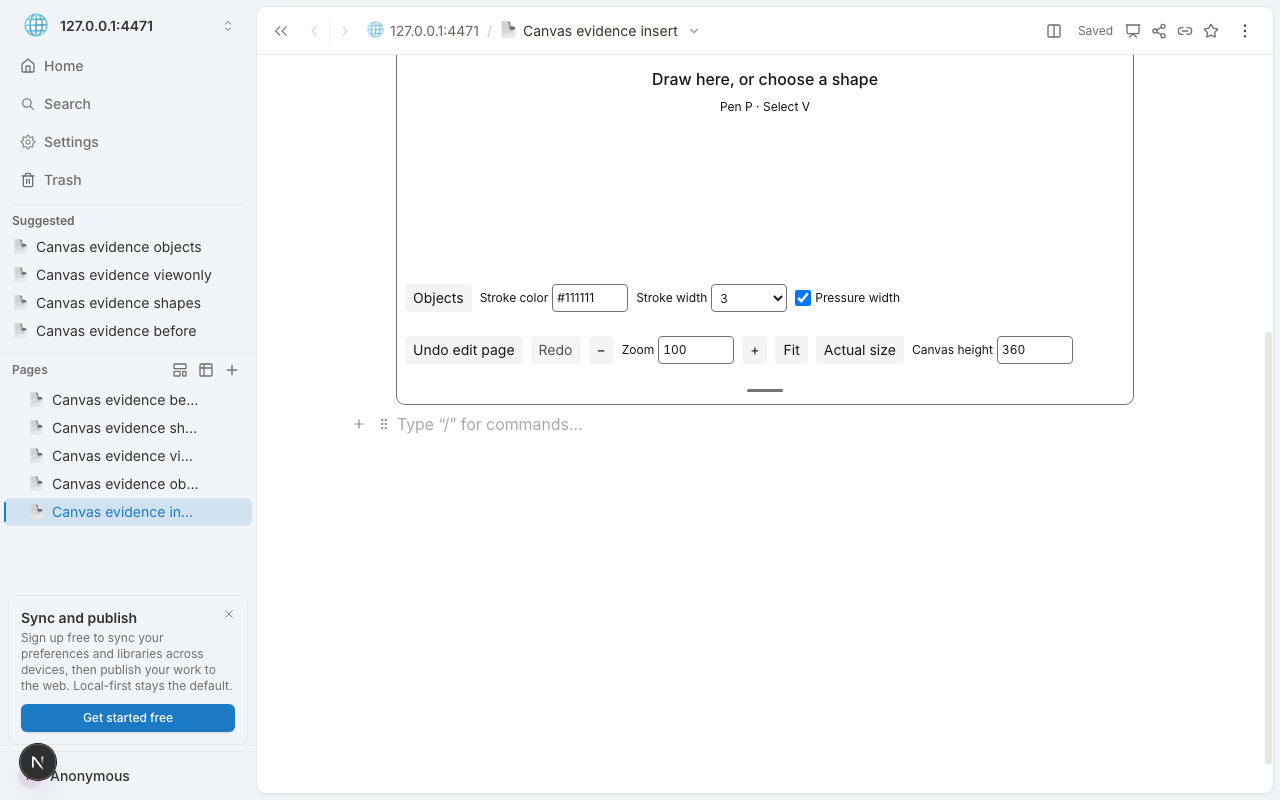 127.0.0.1:4471
Home
Search
Settings
Trash
Suggested
Canvas evidence objects
Canvas evidence viewonly
Canvas evidence shapes
Canvas evidence before
Pages
Canvas evidence be...
Canvas evidence sh...
Canvas evidence vi...
Canvas evidence ob...
Canvas evidence in...
Sync and publish
Sign up free to sync your
preferences and libraries across
devices, then publish your work to
the web. Local-first stays the default.
Get started free
N
Anonymous
127.0.0.1:4471 / Canvas evidence insert
Saved
Draw here, or choose a shape
Pen P · Select V
Objects Stroke color #111111 Stroke width 3 Pressure width
Undo edit page Redo − Zoom 100 + Fit Actual size Canvas height 360
Type “/” for commands...